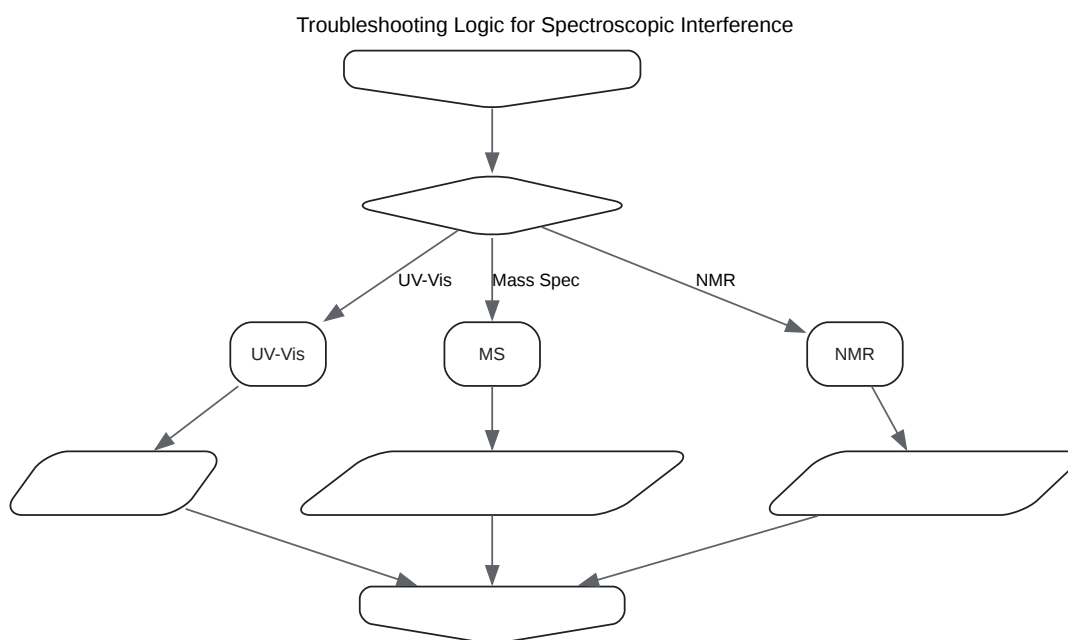 Troubleshooting Logic for Spectroscopic Interference
UV-Vis
Mass Spec
NMR
UV-Vis
MS
NMR